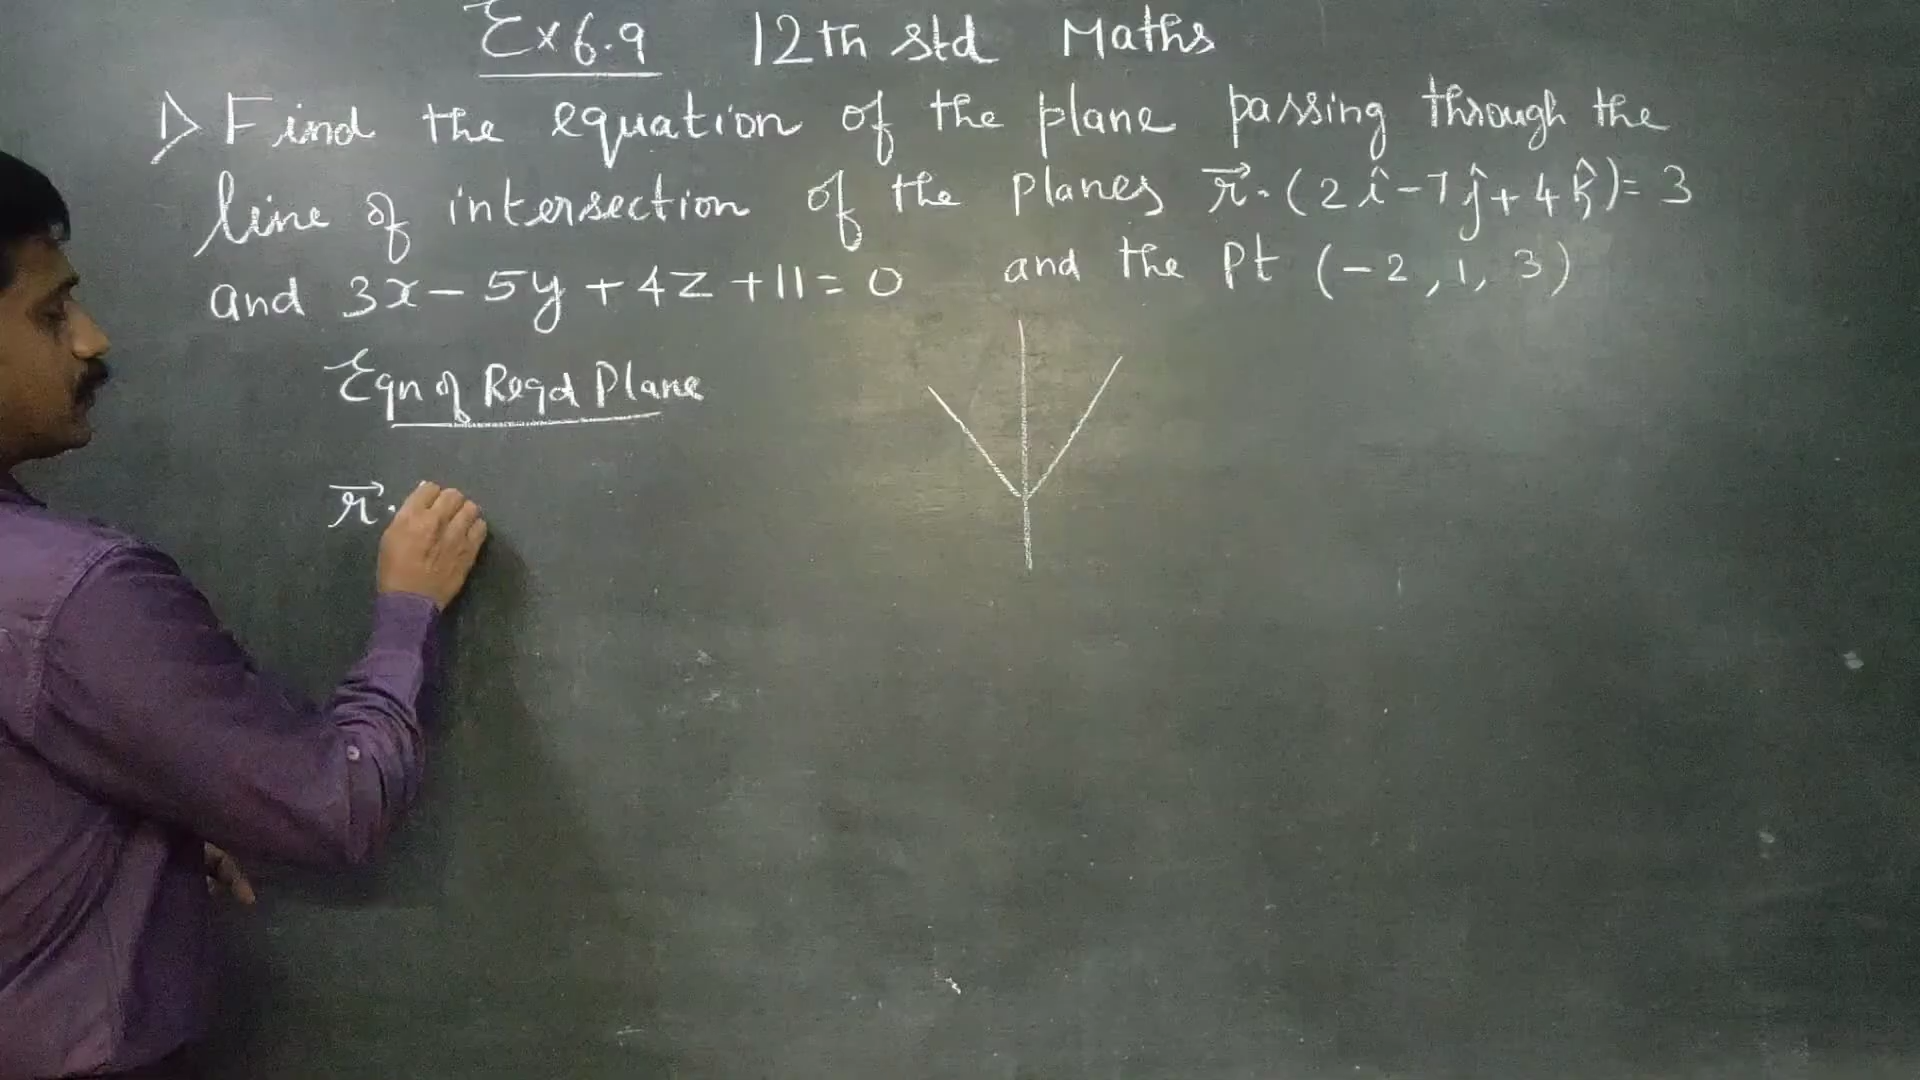 Ex 6.9 12th std Maths
1) Find the equation of the plane passing through the
line of intersection of the planes r⃗·(2î-7ĵ+4k̂)=3
and 3x-5y+4z+11=0 and the Pt (-2,1,3)
Eqn of Reqd Plane
r⃗·